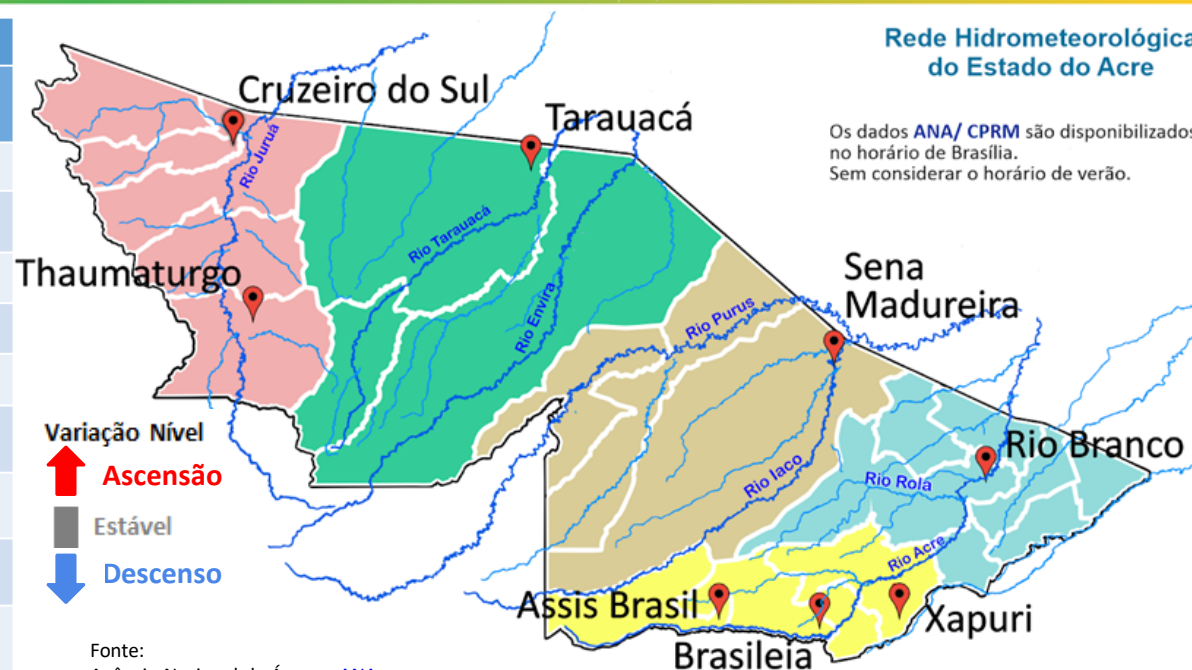 Rede Hidrometeorológica
do Estado do Acre
Os dados ANA/ CPRM são disponibilizados
no horário de Brasília.
Sem considerar o horário de verão.
Cruzeiro do Sul
Tarauacá
Rio Juruá
Rio Tarauacá
Thaumaturgo
Rio Envira
Sena
Madureira
Rio Purus
Variação Nível
Ascensão
Estável
Descenso
Rio Branco
Rio Iaco
Rio Rola
Rio Acre
Assis Brasil
Xapuri
Brasileia
Fonte: